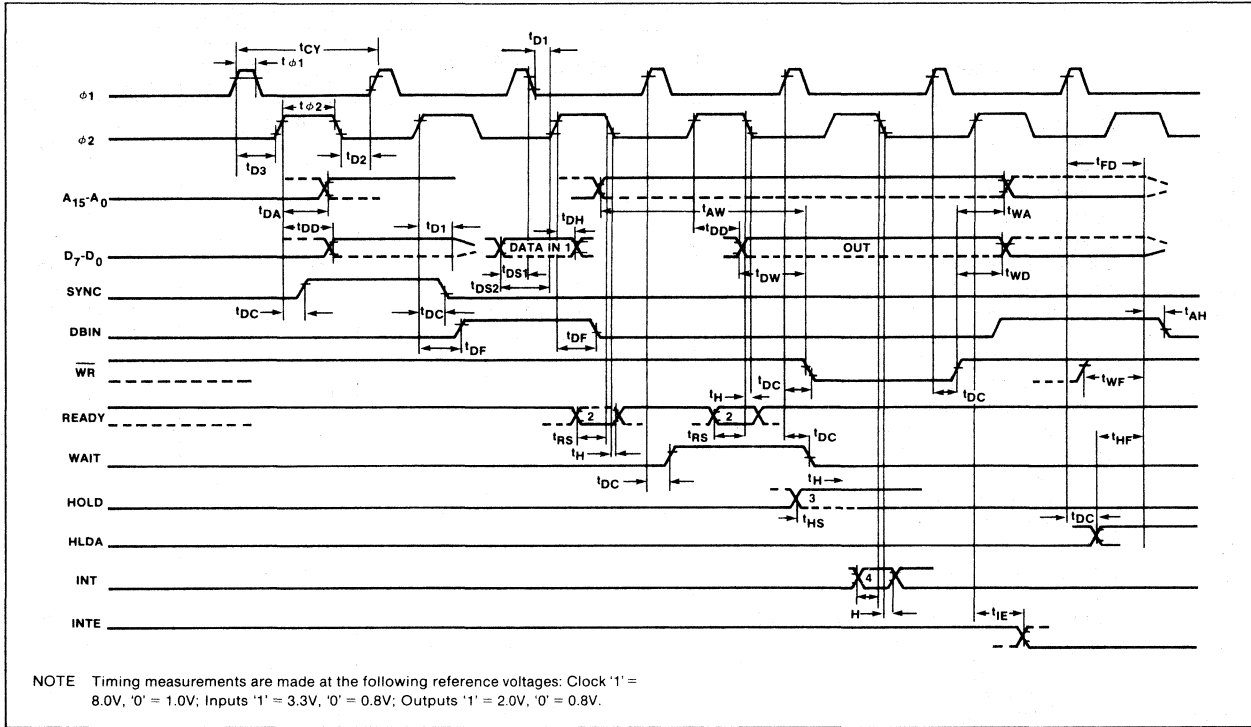 tD1
tCY
tφ1
φ1
tφ2
φ2
tD3
tD2
tFD
A15-A0
tDA
tAW
tWA
tDD
tD1
tDH
tDD
D7-D0
DATA IN 1
OUT
tDS1
tDS2
tDW
tWD
SYNC
tDC
tDC
tAH
DBIN
tDF
tDF
WR
tDC
tH
tDC
tWF
READY
2
2
tRS
tH
tRS
tDC
tHF
WAIT
tDC
tH
HOLD
3
tHS
tDC
HLDA
INT
4
H
tIE
INTE
NOTE Timing measurements are made at the following reference voltages: Clock '1' =
8.0V, '0' = 1.0V; Inputs '1' = 3.3V, '0' = 0.8V; Outputs '1' = 2.0V, '0' = 0.8V.